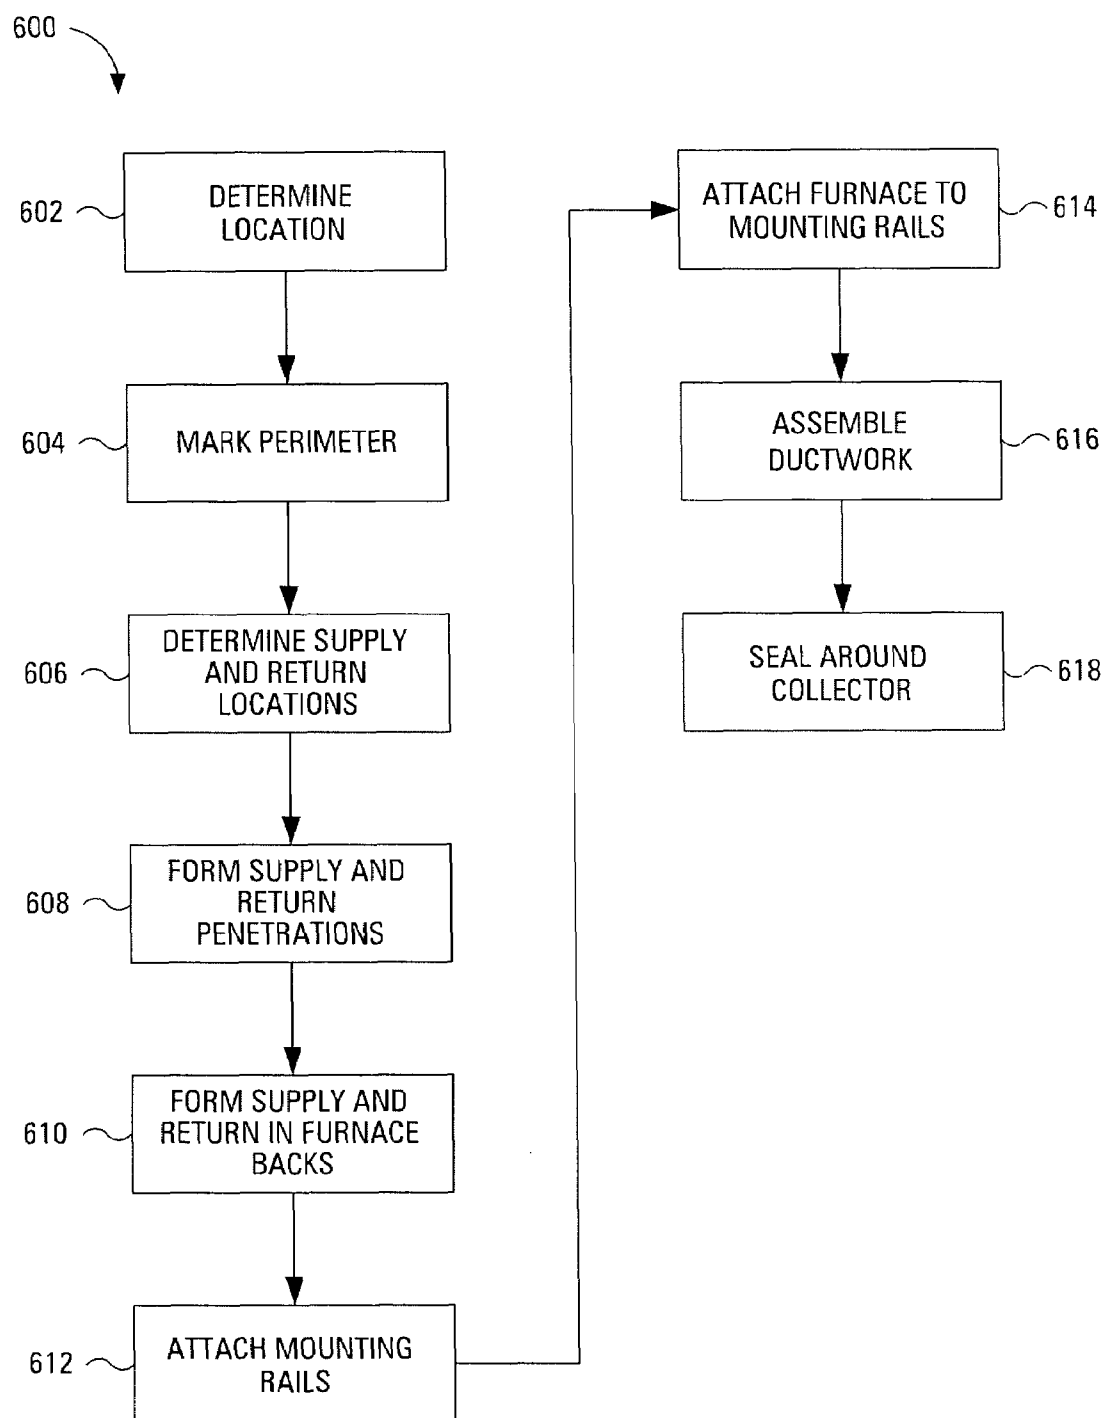 600
602
DETERMINE
LOCATION
604
MARK PERIMETER
606
DETERMINE SUPPLY
AND RETURN
LOCATIONS
608
FORM SUPPLY AND
RETURN
PENETRATIONS
610
FORM SUPPLY AND
RETURN IN FURNACE
BACKS
612
ATTACH MOUNTING
RAILS
ATTACH FURNACE TO
MOUNTING RAILS
614
ASSEMBLE
DUCTWORK
616
SEAL AROUND
COLLECTOR
618